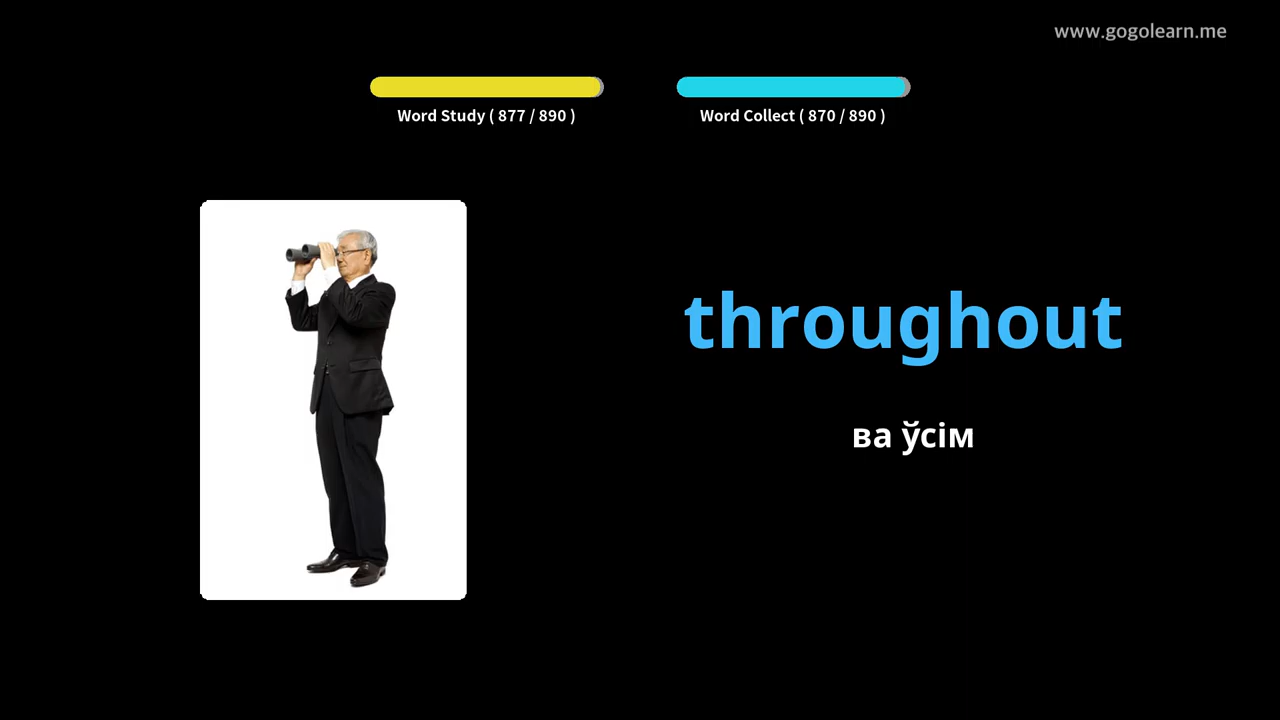 www.gogolearn.me
Word Study ( 877 / 890 )
Word Collect ( 870 / 890 )
throughout
ва ўсім